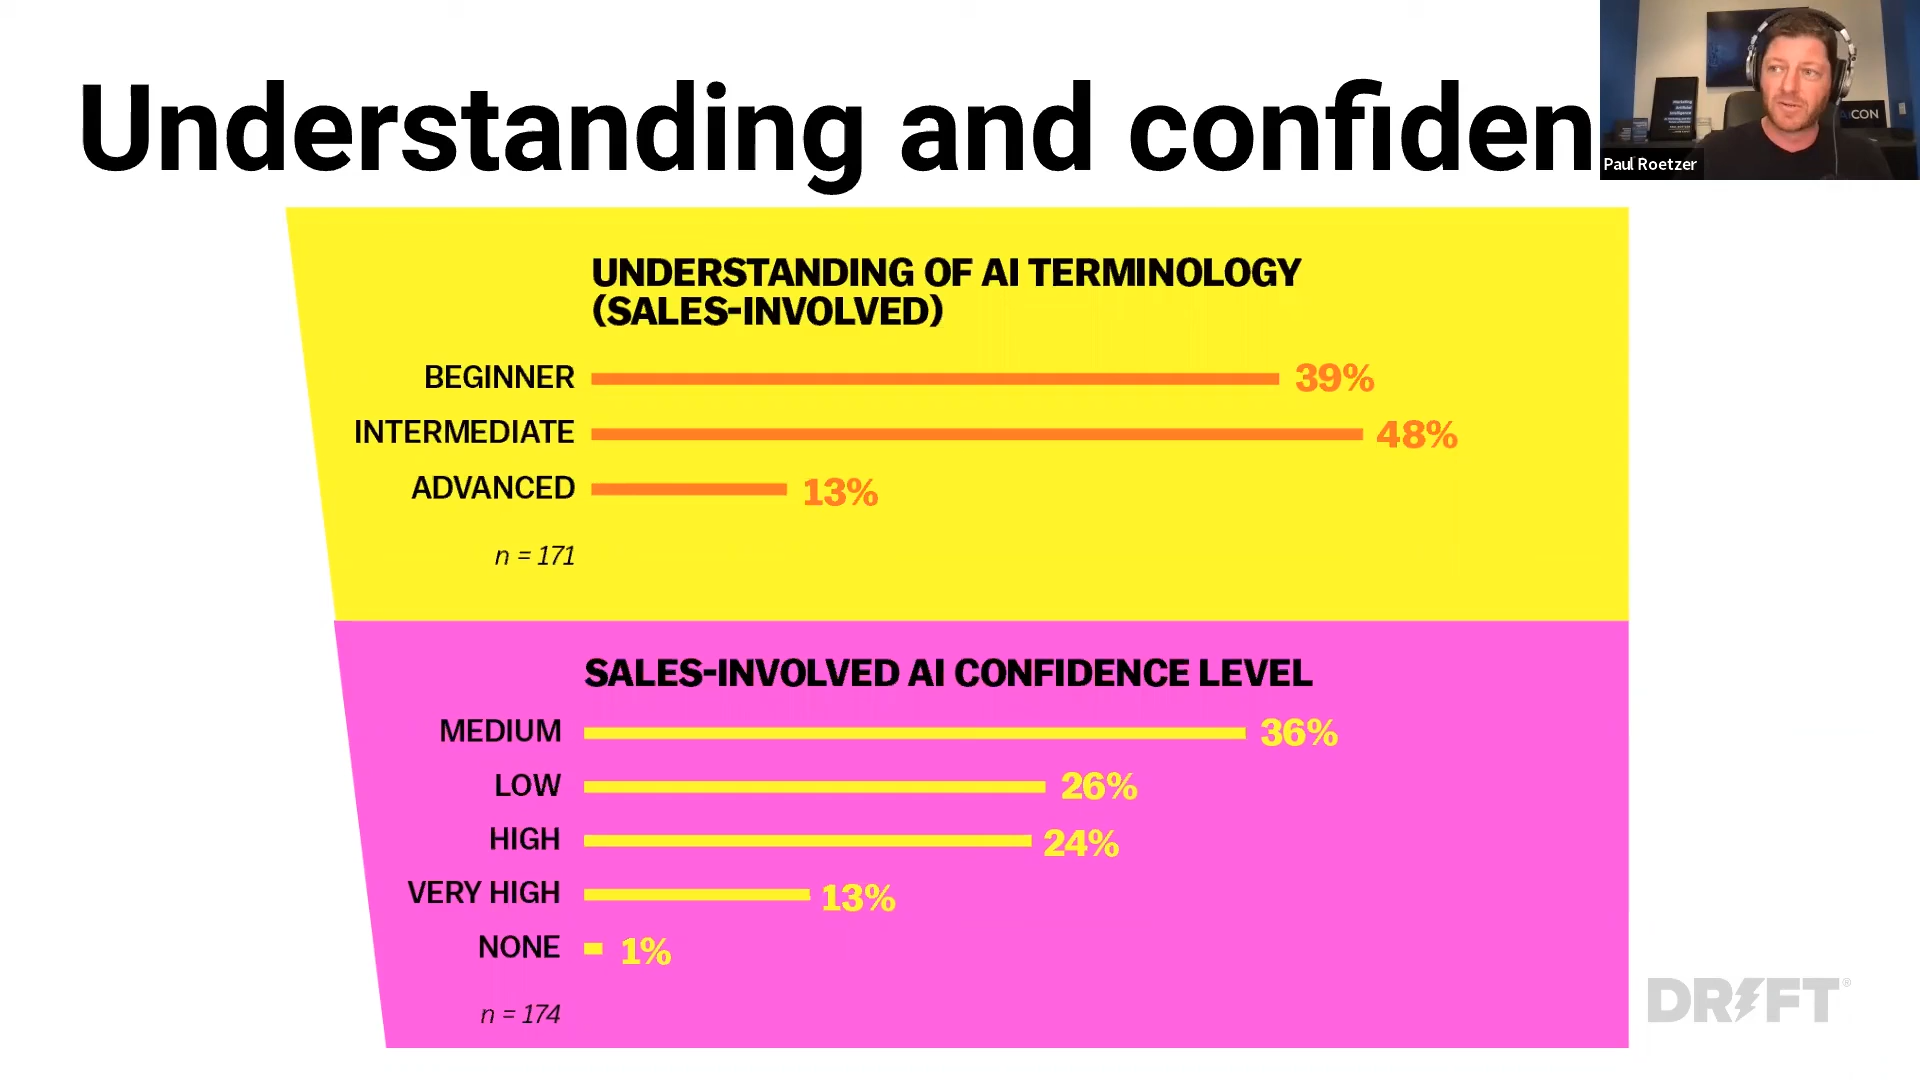 Understanding and confiden
Paul Roetzer
CON
UNDERSTANDING OF AI TERMINOLOGY
(SALES-INVOLVED)
BEGINNER 39%
INTERMEDIATE 48%
ADVANCED 13%
n = 171
SALES-INVOLVED AI CONFIDENCE LEVEL
MEDIUM 36%
LOW 26%
HIGH 24%
VERY HIGH 13%
NONE 1%
n = 174
DRIFT®